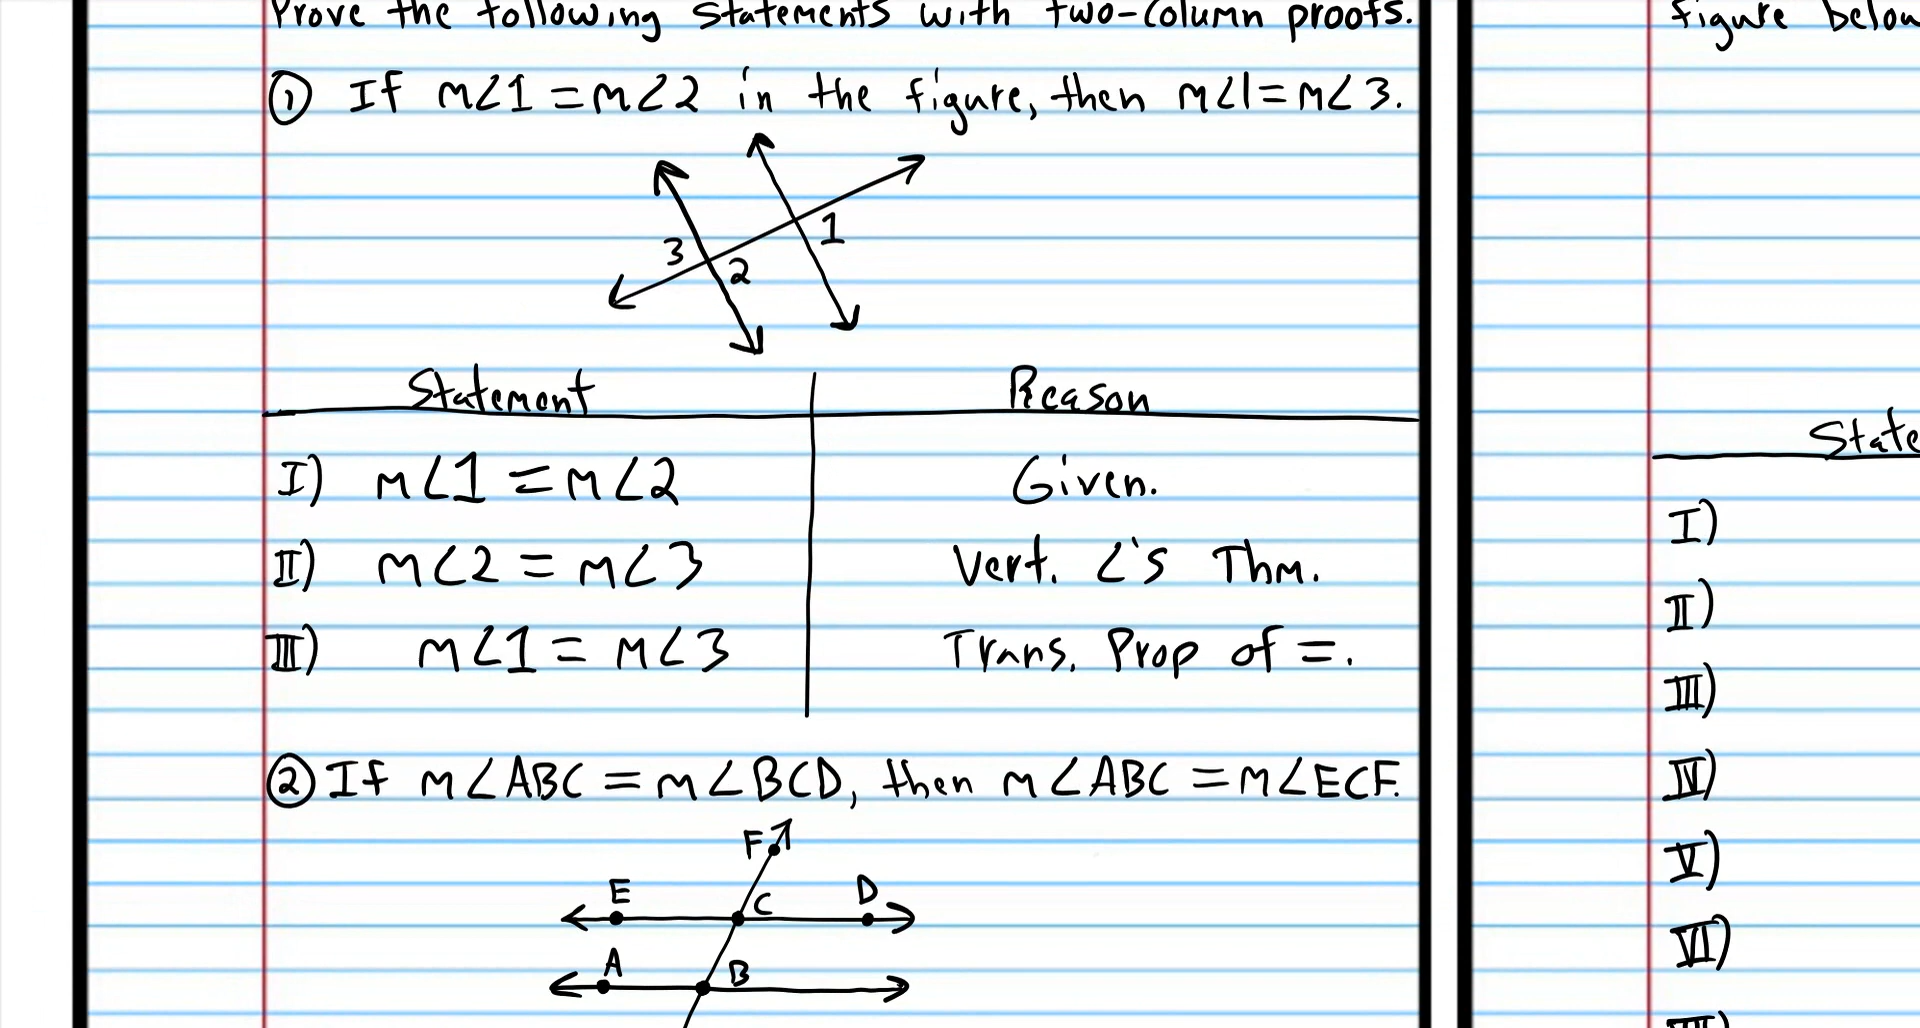 Prove the following statements with two-column proofs.
① If m∠1 = m∠2 in the figure, then m∠1 = m∠3.
3
2
1
Statement
Reason
I) m∠1 = m∠2
Given.
II) m∠2 = m∠3
Vert. ∠'s Thm.
III) m∠1 = m∠3
Trans. Prop of =.
② If m∠ABC = m∠BCD, then m∠ABC = m∠ECF.
F
E
C
D
A
B
figure below
State
I)
II)
III)
IV)
V)
VI)